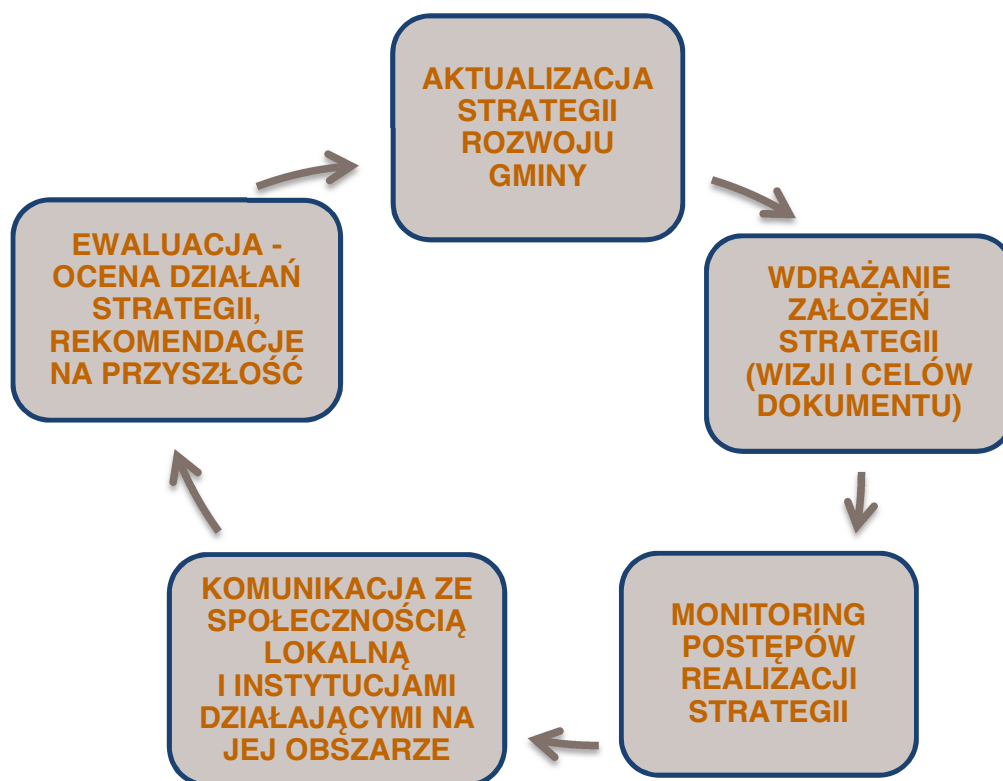 AKTUALIZACJA
STRATEGII
ROZWOJU
GMINY
WDRAŻANIE
ZAŁOŻEŃ
STRATEGII
(WIZJI I CELÓW
DOKUMENTU)
MONITORING
POSTĘPÓW
REALIZACJI
STRATEGII
KOMUNIKACJA ZE
SPOŁECZNOŚCIĄ
LOKALNĄ
I INSTYTUCJAMI
DZIAŁAJĄCYMI NA
JEJ OBSZARZE
EWALUACJA -
OCENA DZIAŁAŃ
STRATEGII,
REKOMENDACJE
NA PRZYSZŁOŚĆ